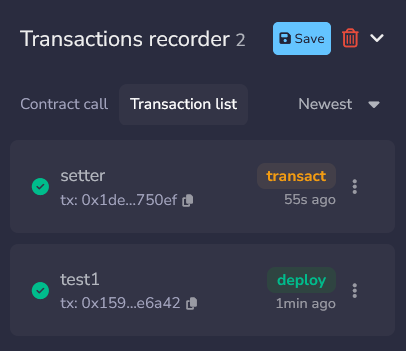 Transactions recorder 2 Save
Contract call Transaction list Newest
setter transact
tx: 0x1de...750ef 55s ago
test1 deploy
tx: 0x159...e6a42 1min ago